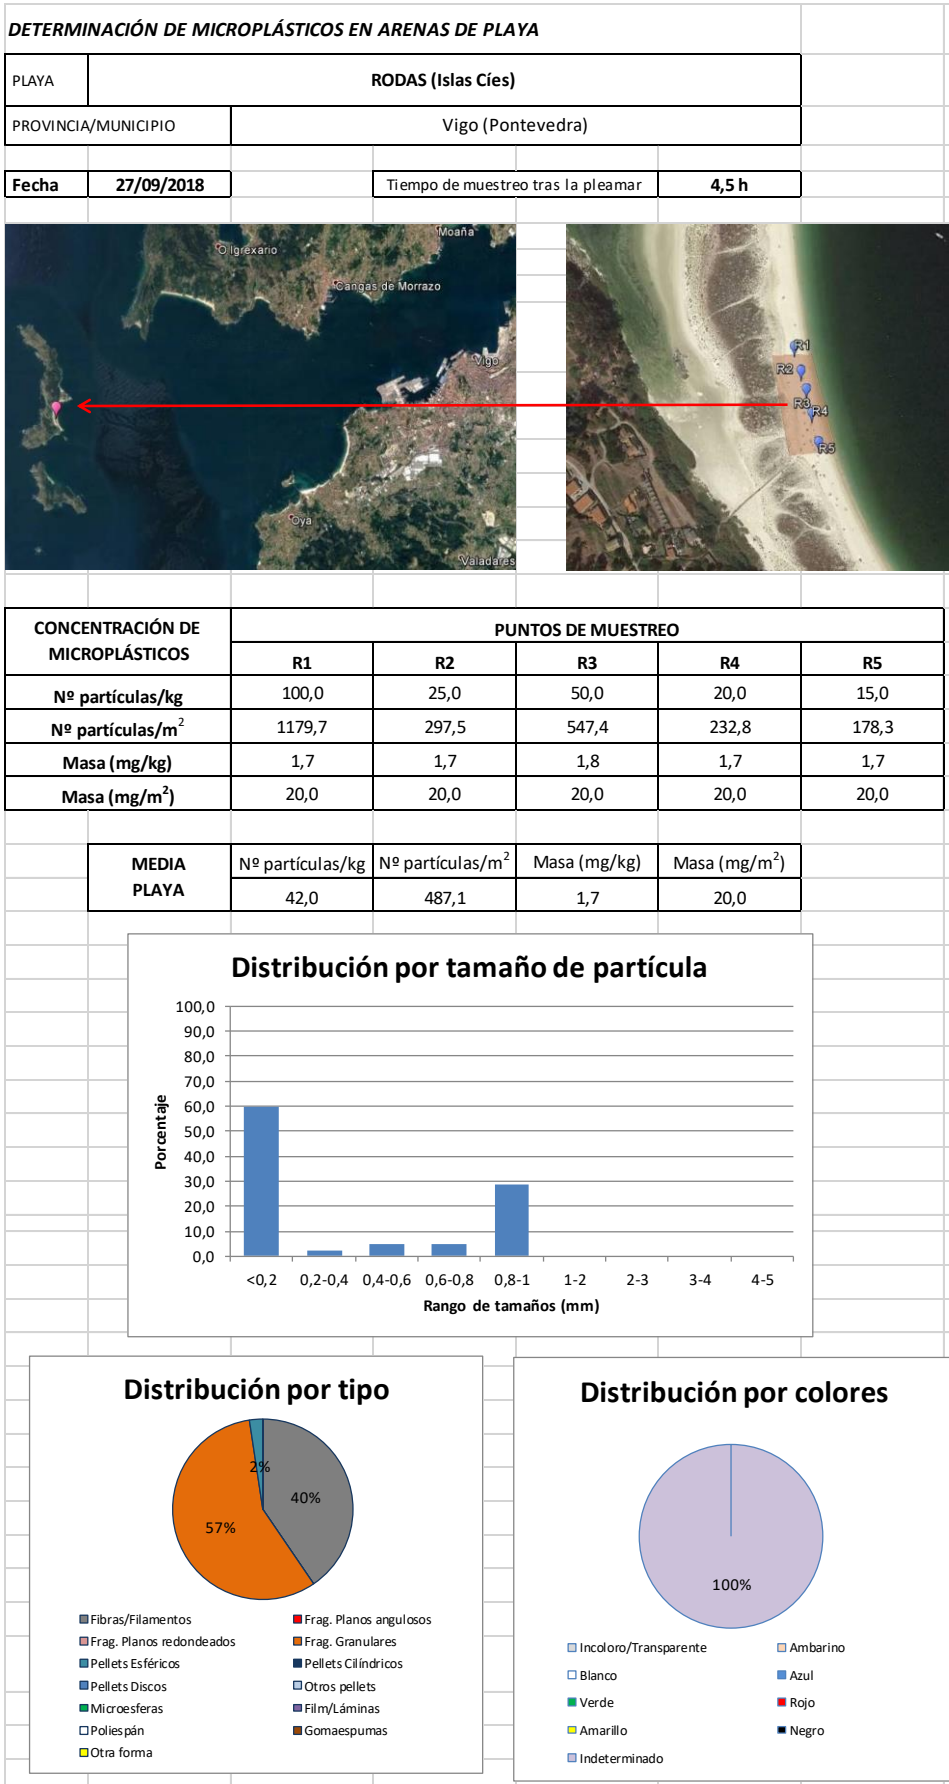 DETERMINACIÓN DE MICROPLÁSTICOS EN ARENAS DE PLAYA
PLAYA RODAS (Islas Cíes)
PROVINCIA/MUNICIPIO Vigo (Pontevedra)
Fecha 27/09/2018 Tiempo de muestreo tras la pleamar 4,5 h
Moaña
O Igrexario
Cangas de Morrazo
Vigo
Oya
Valadares
R1
R2
R3
R4
R5
CONCENTRACIÓN DE MICROPLÁSTICOS PUNTOS DE MUESTREO
R1 R2 R3 R4 R5
Nº partículas/kg 100,0 25,0 50,0 20,0 15,0
Nº partículas/m² 1179,7 297,5 547,4 232,8 178,3
Masa (mg/kg) 1,7 1,7 1,8 1,7 1,7
Masa (mg/m²) 20,0 20,0 20,0 20,0 20,0
MEDIA PLAYA Nº partículas/kg Nº partículas/m² Masa (mg/kg) Masa (mg/m²)
42,0 487,1 1,7 20,0
Distribución por tamaño de partícula
Porcentaje
100,0
90,0
80,0
70,0
60,0
50,0
40,0
30,0
20,0
10,0
0,0
<0,2 0,2-0,4 0,4-0,6 0,6-0,8 0,8-1 1-2 2-3 3-4 4-5
Rango de tamaños (mm)
Distribución por tipo
2%
40%
57%
Fibras/Filamentos Frag. Planos angulosos
Frag. Planos redondeados Frag. Granulares
Pellets Esféricos Pellets Cilíndricos
Pellets Discos Otros pellets
Microesferas Film/Láminas
Poliespán Gomaespumas
Otra forma
Distribución por colores
100%
Incoloro/Transparente Ambarino
Blanco Azul
Verde Rojo
Amarillo Negro
Indeterminado